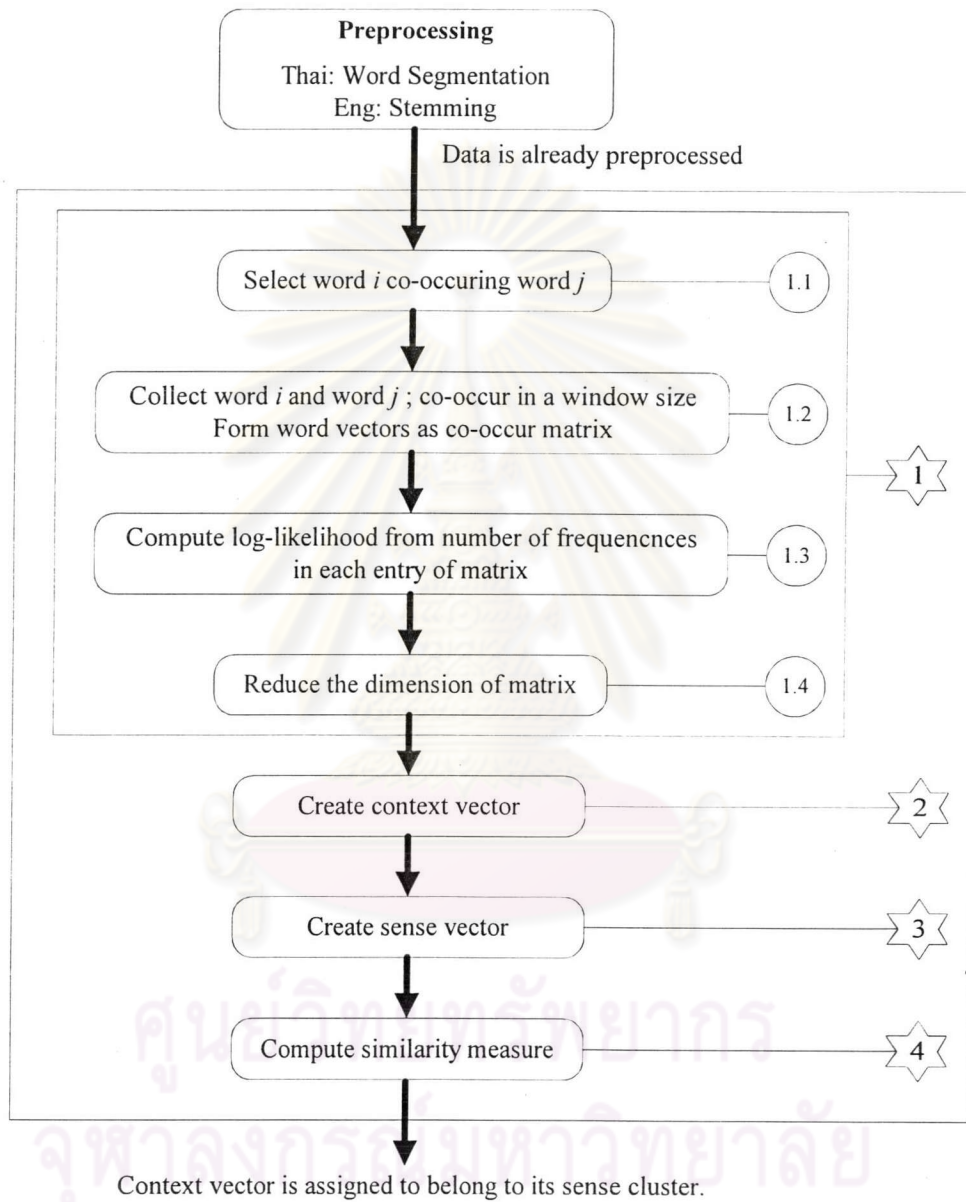 Preprocessing
Thai: Word Segmentation
Eng: Stemming
Data is already preprocessed
Select word i co-occuring word j
1.1
Collect word i and word j ; co-occur in a window size
Form word vectors as co-occur matrix
1.2
1
Compute log-likelihood from number of frequencnces
in each entry of matrix
1.3
Reduce the dimension of matrix
1.4
Create context vector
2
Create sense vector
3
Compute similarity measure
4
ศูนย์วิทยทรัพยากร
จุฬาลงกรณ์มหาวิทยาลัย
Context vector is assigned to belong to its sense cluster.